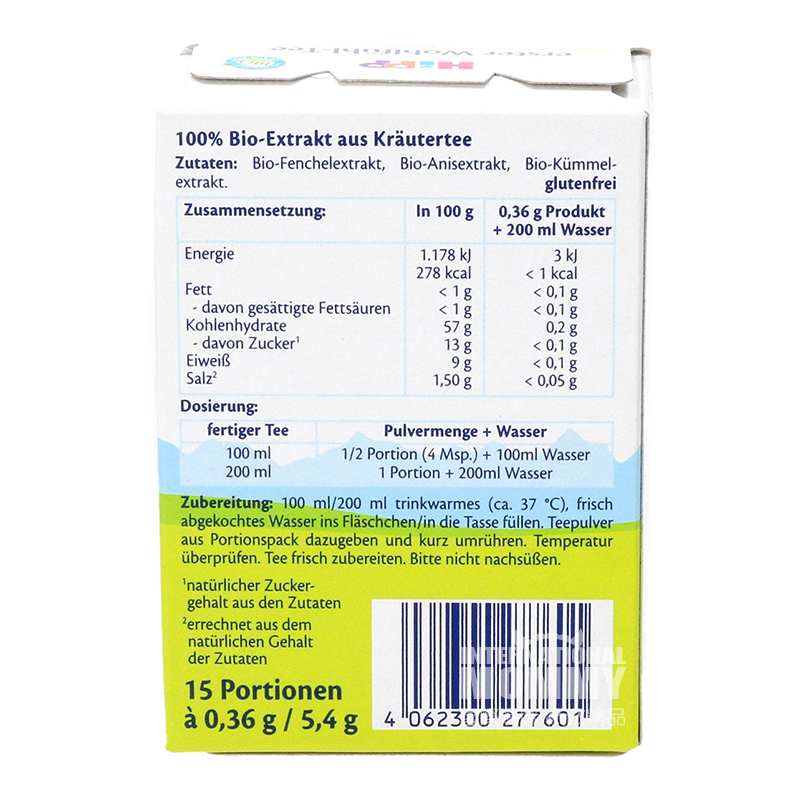 erster Wohlfühl-Tee
HiPP
100% Bio-Extrakt aus Kräutertee
Zutaten: Bio-Fenchelextrakt, Bio-Anisextrakt, Bio-Kümmel-
extrakt. glutenfrei
Zusammensetzung: In 100 g 0,36 g Produkt
+ 200 ml Wasser
Energie 1.178 kJ 3 kJ
278 kcal < 1 kcal
Fett < 1 g < 0,1 g
- davon gesättigte Fettsäuren < 1 g < 0,1 g
Kohlenhydrate 57 g 0,2 g
- davon Zucker¹ 13 g < 0,1 g
Eiweiß 9 g < 0,1 g
Salz² 1,50 g < 0,05 g
Dosierung:
fertiger Tee Pulvermenge + Wasser
100 ml 1/2 Portion (4 Msp.) + 100ml Wasser
200 ml 1 Portion + 200ml Wasser
Zubereitung: 100 ml/200 ml trinkwarmes (ca. 37 °C), frisch
abgekochtes Wasser ins Fläschchen/in die Tasse füllen. Teepulver
aus Portionspack dazugeben und kurz umrühren. Temperatur
überprüfen. Tee frisch zubereiten. Bitte nicht nachsüßen.
¹natürlicher Zucker-
gehalt aus den Zutaten
²errechnet aus dem
natürlichen Gehalt
der Zutaten
15 Portionen
à 0,36 g / 5,4 g
4 062300 277601
INTERNATIONAL
MOMMY